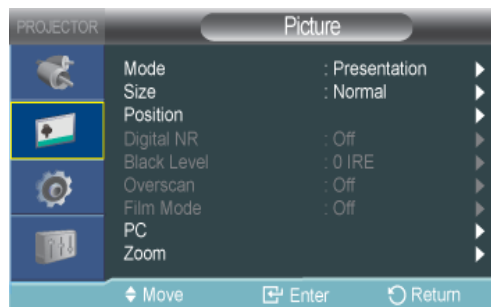 PROJECTOR Picture
Mode : Presentation
Size : Normal
Position
Digital NR : Off
Black Level : 0 IRE
Overscan : Off
Film Mode : Off
PC
Zoom
Move Enter Return